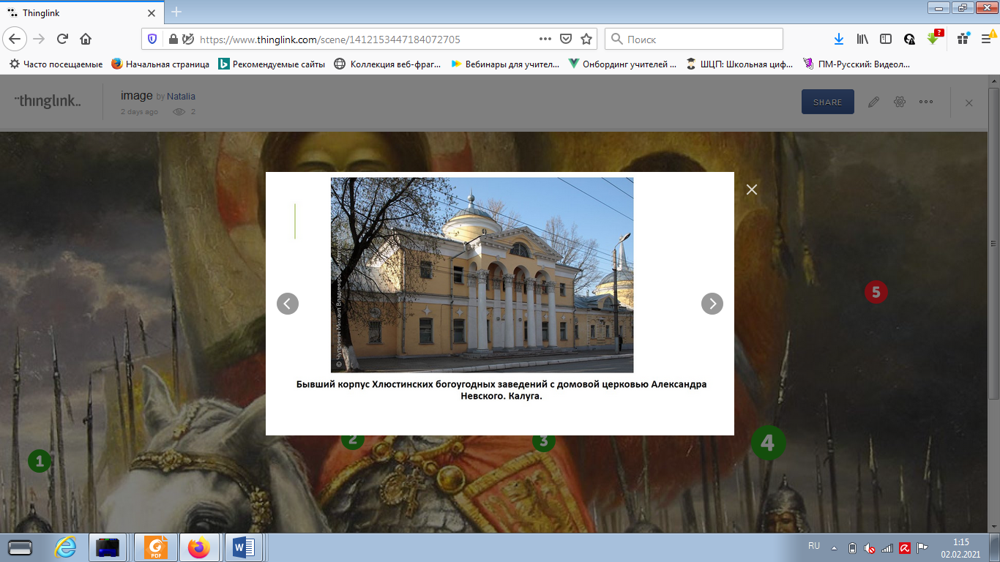 Thinglink
https://www.thinglink.com/scene/1412153447184072705
Поиск
Часто посещаемые
Начальная страница
Рекомендуемые сайты
Коллекция веб-фраг...
Вебинары для учител...
Онбординг учителей ...
ШЦП: Школьная циф...
ПМ-Русский: Видеол...
thinglink..
image by Natalia
2 days ago 2
SHARE
5
© Чупринин Михаил Владимирович
Бывший корпус Хлюстинских богоугодных заведений с домовой церковью Александра
Невского. Калуга.
1
2
3
4
PDF
W
RU
1:15
02.02.2021